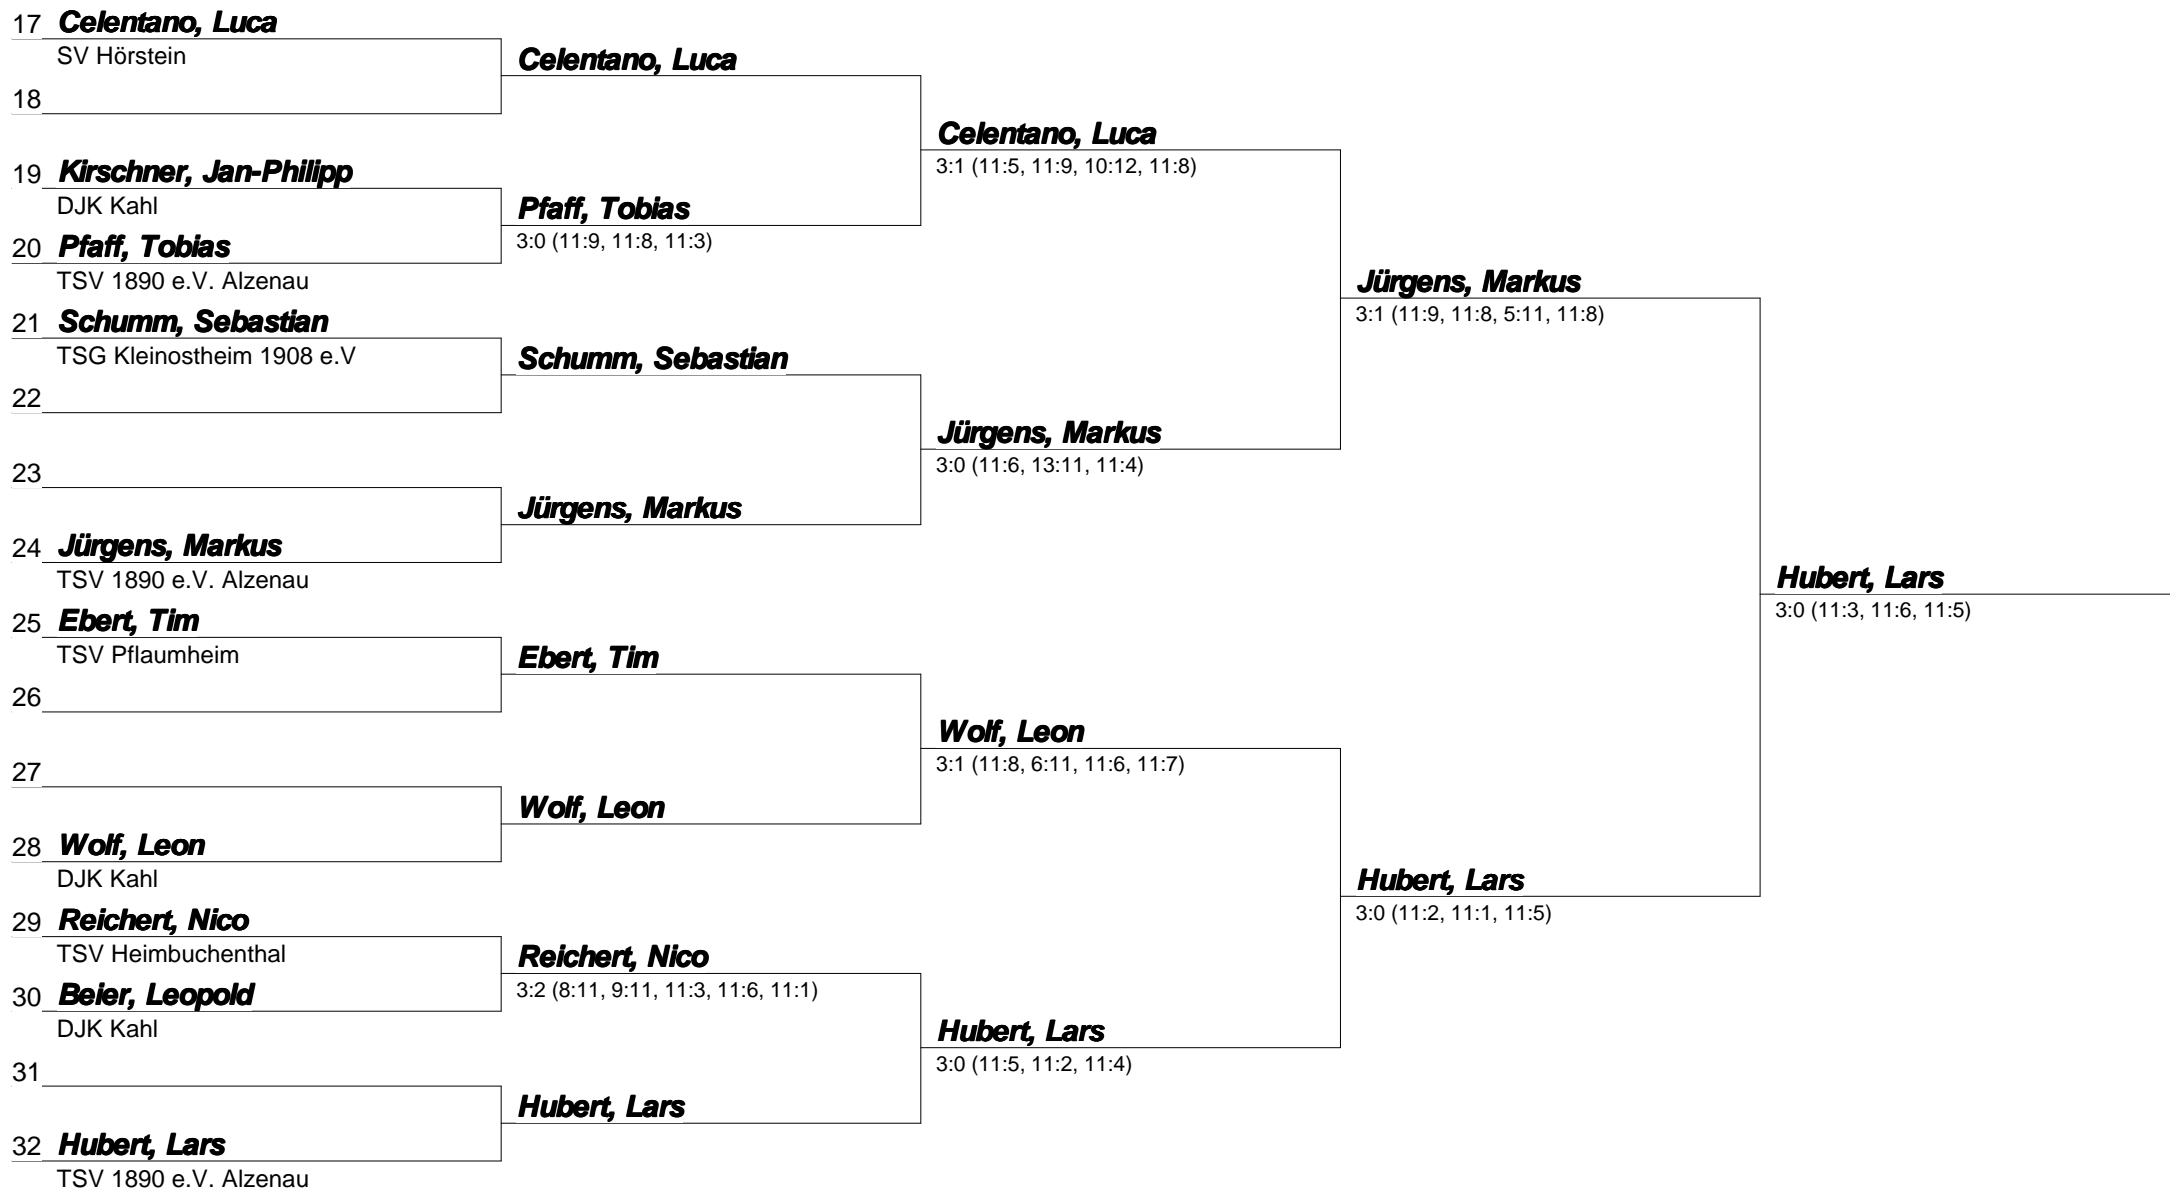 17 Celentano, Luca
SV Hörstein
18
19 Kirschner, Jan-Philipp
DJK Kahl
20 Pfaff, Tobias
TSV 1890 e.V. Alzenau
21 Schumm, Sebastian
TSG Kleinostheim 1908 e.V
22
23
24 Jürgens, Markus
TSV 1890 e.V. Alzenau
25 Ebert, Tim
TSV Pflaumheim
26
27
28 Wolf, Leon
DJK Kahl
29 Reichert, Nico
TSV Heimbuchenthal
30 Beier, Leopold
DJK Kahl
31
32 Hubert, Lars
TSV 1890 e.V. Alzenau
Celentano, Luca
Pfaff, Tobias
3:0 (11:9, 11:8, 11:3)
Schumm, Sebastian
Jürgens, Markus
Ebert, Tim
Wolf, Leon
Reichert, Nico
3:2 (8:11, 9:11, 11:3, 11:6, 11:1)
Hubert, Lars
Celentano, Luca
3:1 (11:5, 11:9, 10:12, 11:8)
Jürgens, Markus
3:0 (11:6, 13:11, 11:4)
Wolf, Leon
3:1 (11:8, 6:11, 11:6, 11:7)
Hubert, Lars
3:0 (11:5, 11:2, 11:4)
Jürgens, Markus
3:1 (11:9, 11:8, 5:11, 11:8)
Hubert, Lars
3:0 (11:2, 11:1, 11:5)
Hubert, Lars
3:0 (11:3, 11:6, 11:5)